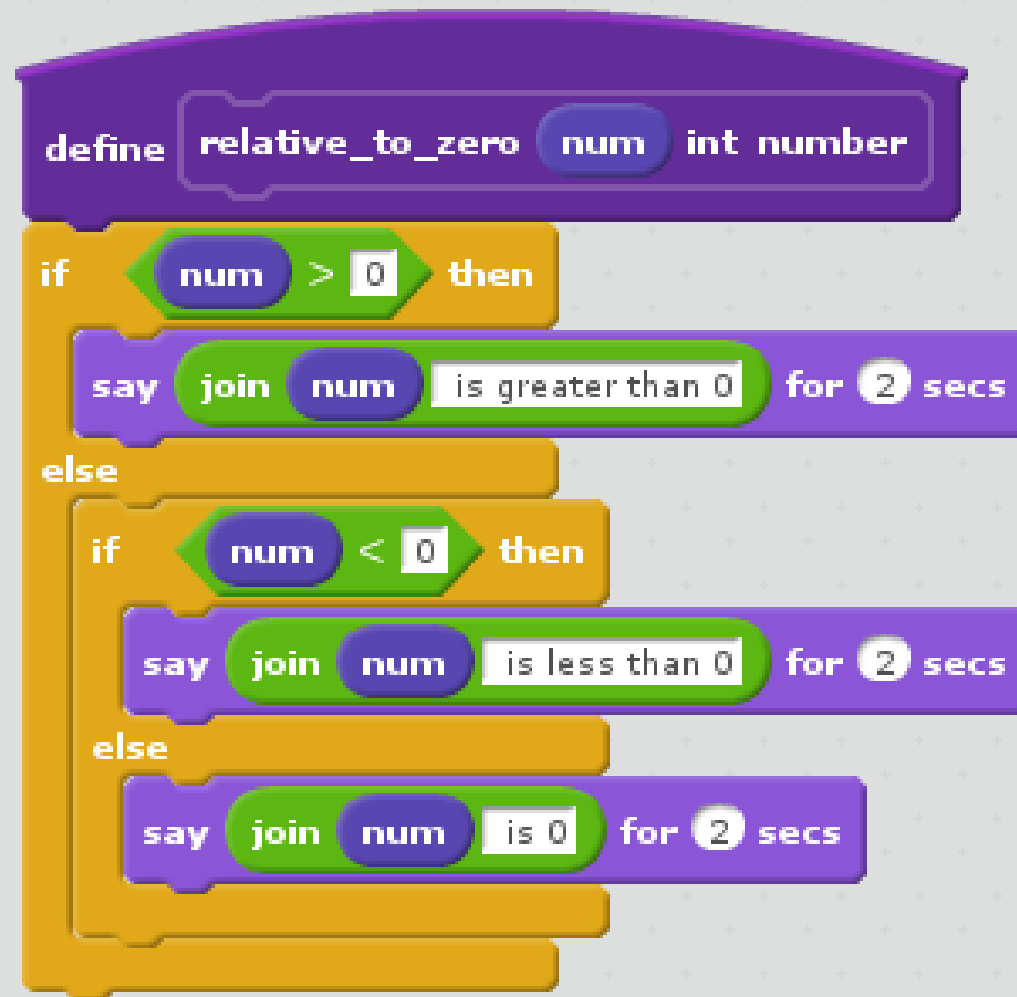 define relative_to_zero num int number
if num > 0 then
say join num is greater than 0 for 2 secs
else
if num < 0 then
say join num is less than 0 for 2 secs
else
say join num is 0 for 2 secs